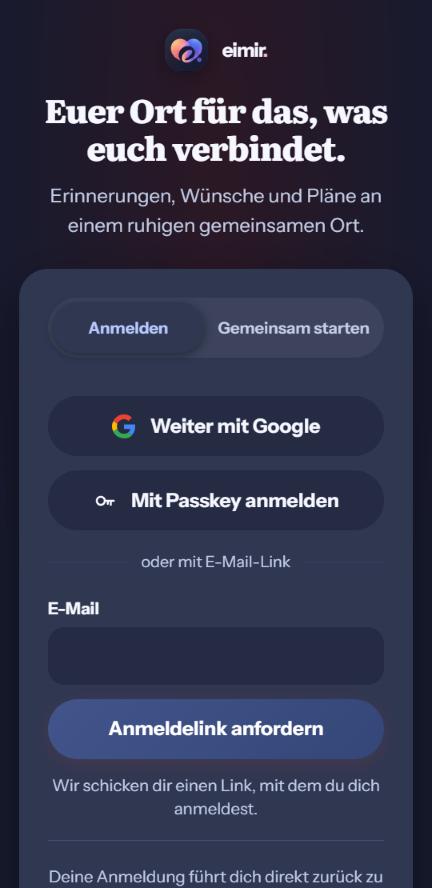 eimir.
Euer Ort für das, was
euch verbindet.
Erinnerungen, Wünsche und Pläne an
einem ruhigen gemeinsamen Ort.
Anmelden
Gemeinsam starten
Weiter mit Google
Mit Passkey anmelden
oder mit E-Mail-Link
E-Mail
Anmeldelink anfordern
Wir schicken dir einen Link, mit dem du dich
anmeldest.
Deine Anmeldung führt dich direkt zurück zu